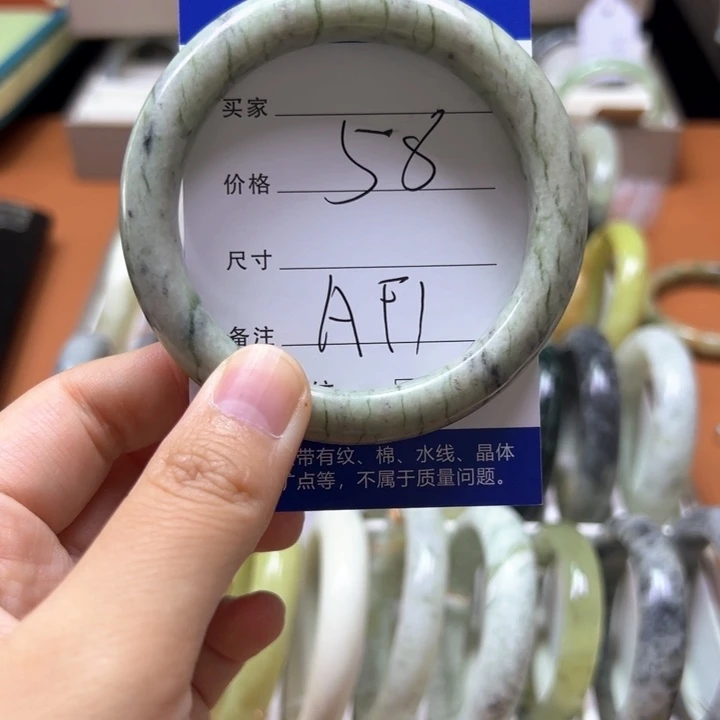 买家
价格 58
尺寸
备注 AF1
带有纹、棉、水线、晶体
点等，不属于质量问题。